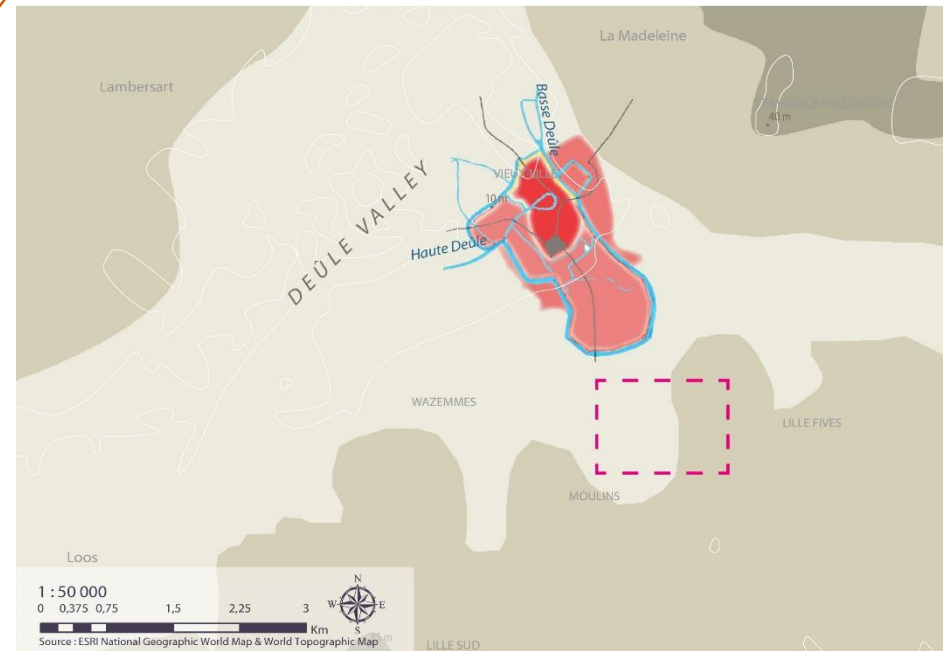 La Madeleine
Lambersart
40 m
Basse Deûle
10 m
DEÛLE VALLEY
Haute Deûle
WAZEMMES
LILLE FIVES
MOULINS
Loos
1 : 50 000
0 0,375 0,75 1,5 2,25 3
Km
N
W E
S
Source : ESRI National Geographic World Map & World Topographic Map
LILLE SUD